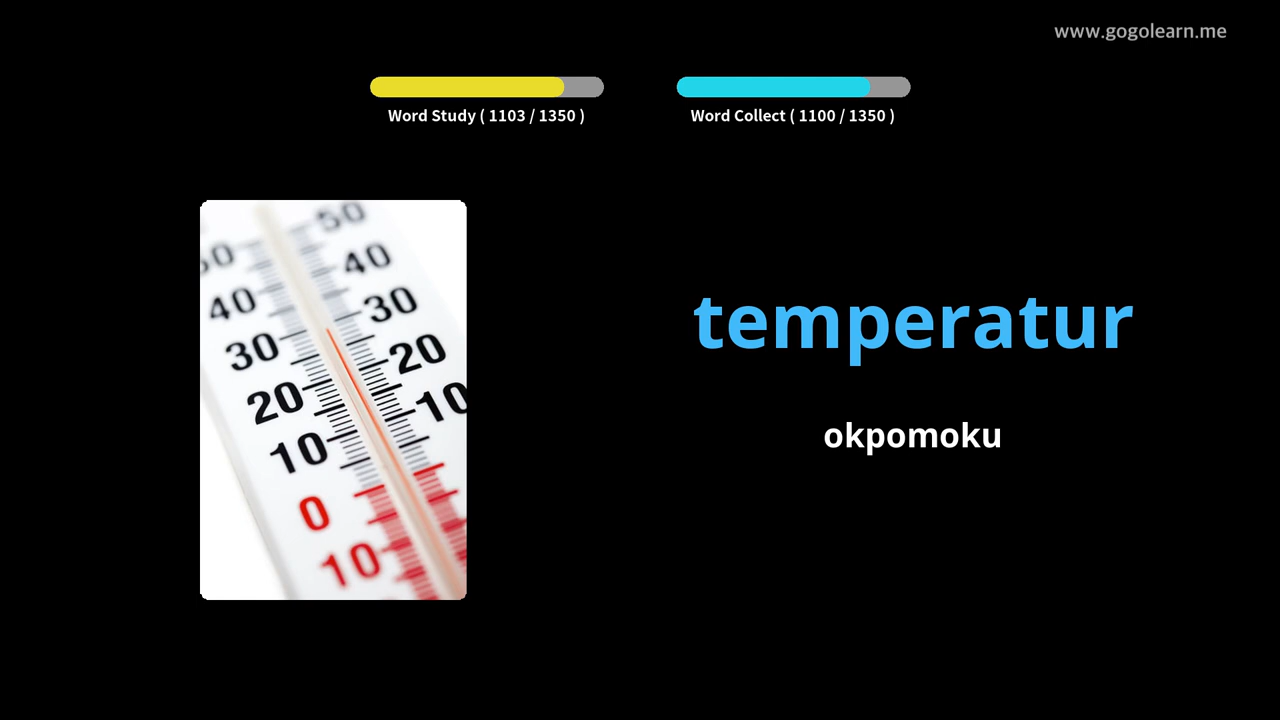 www.gogolearn.me
Word Study ( 1103 / 1350 )
Word Collect ( 1100 / 1350 )
temperatur
okpomoku
50
50 40
40 30
30 20
20 10
10
0
10